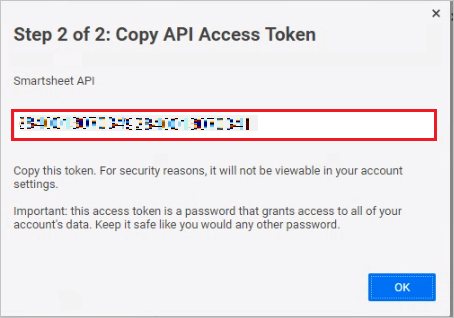 Step 2 of 2: Copy API Access Token
Smartsheet API
Copy this token. For security reasons, it will not be viewable in your account
settings.
Important: this access token is a password that grants access to all of your
account's data. Keep it safe like you would any other password.
OK